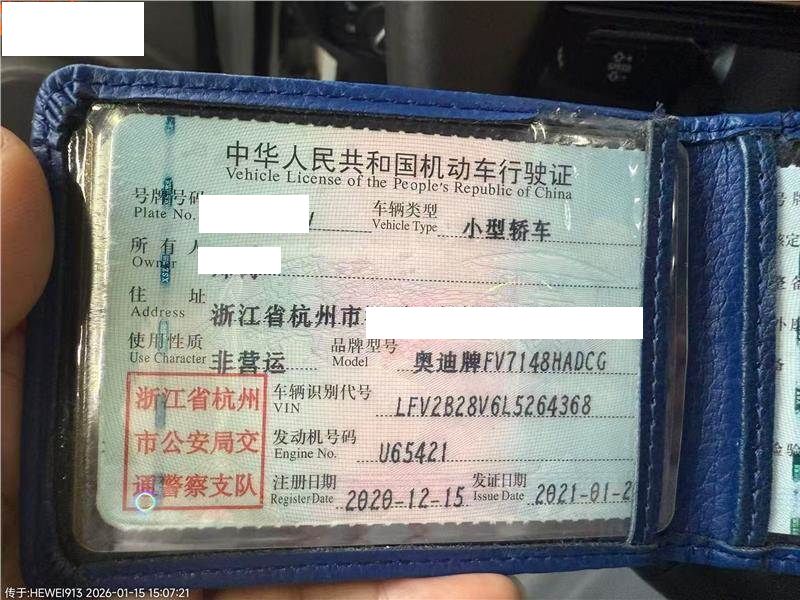 中华人民共和国机动车行驶证
Vehicle License of the People's Republic of China
号牌号码
Plate No.
车辆类型
Vehicle Type
小型轿车
所有人
Owner
住址
Address
浙江省杭州市
使用性质
Use Character
非营运
品牌型号
Model
奥迪牌FV7148HADCG
浙江省杭州
市公安局交
通警察支队
车辆识别代号
VIN
LFV2B28V6L5264368
发动机号码
Engine No.
U65421
注册日期
Register Date
2020-12-15
发证日期
Issue Date
2021-01-2
传于:HEWEI913 2026-01-15 15:07:21